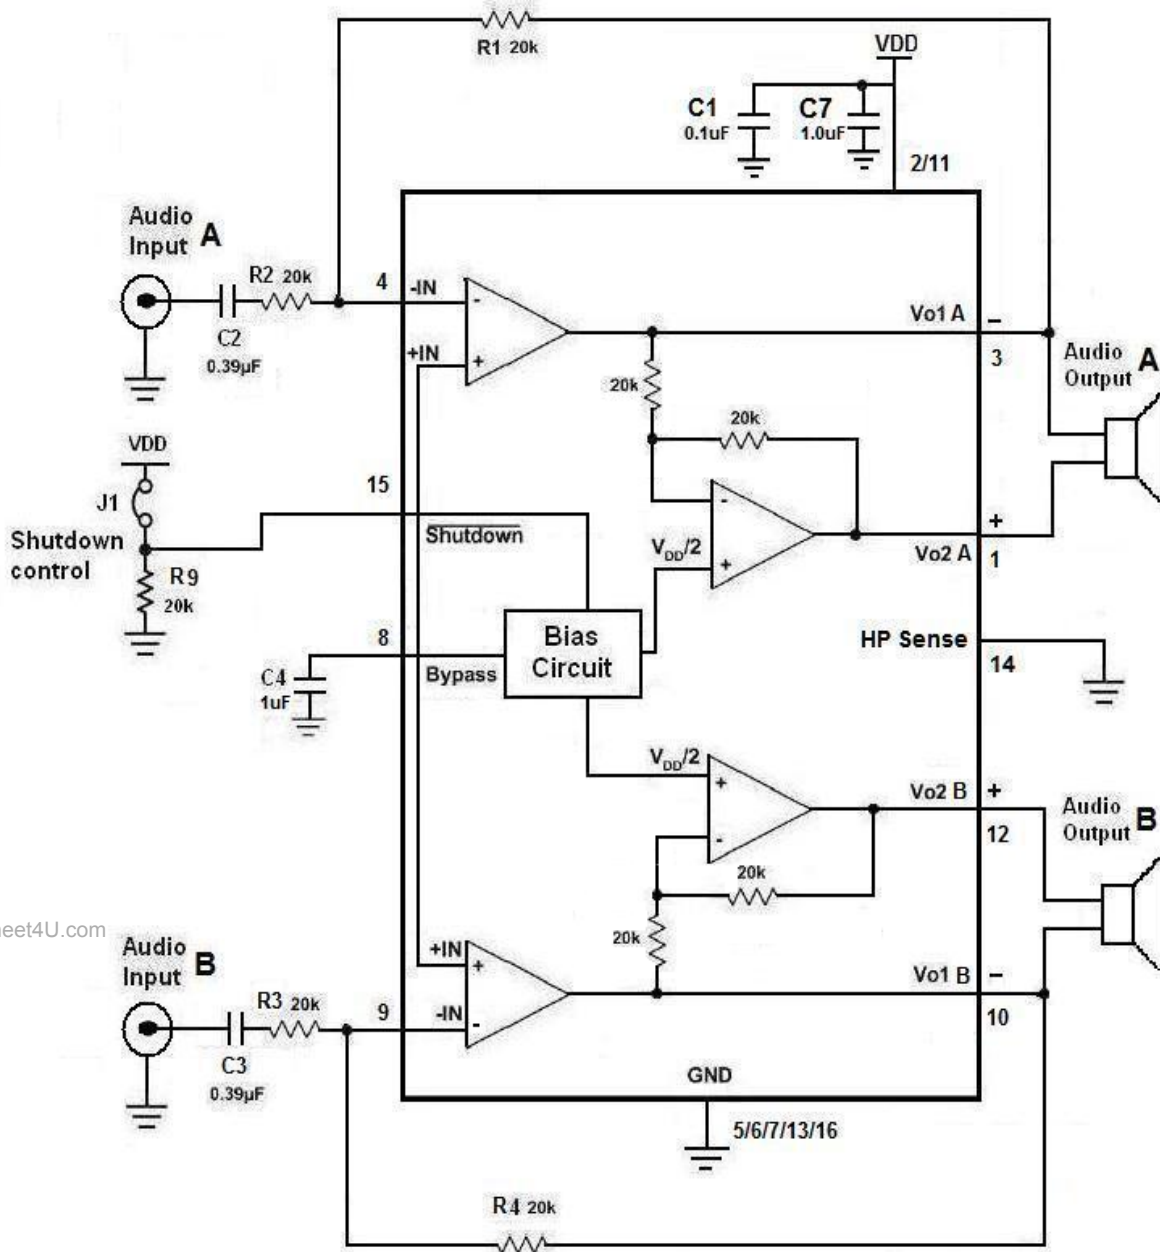 R1 20k
VDD
C1
0.1uF
C7
1.0uF
2/11
Audio
Input A
R2 20k
C2
0.39µF
4
-IN
-
+IN
+
Vo1 A
−
3
Audio A
Output
20k
20k
VDD
J1
Shutdown
control
R9
20k
15
Shutdown
-
VDD/2
+
+
Vo2 A
1
Bias
Circuit
8
Bypass
C4
1uF
HP Sense
14
VDD/2
+
-
Vo2 B
+
12
Audio B
Output
20k
20k
eet4U.com
Audio
Input B
R3 20k
C3
0.39µF
9
+IN
+
-IN
-
Vo1 B
−
10
GND
5/6/7/13/16
R4 20k